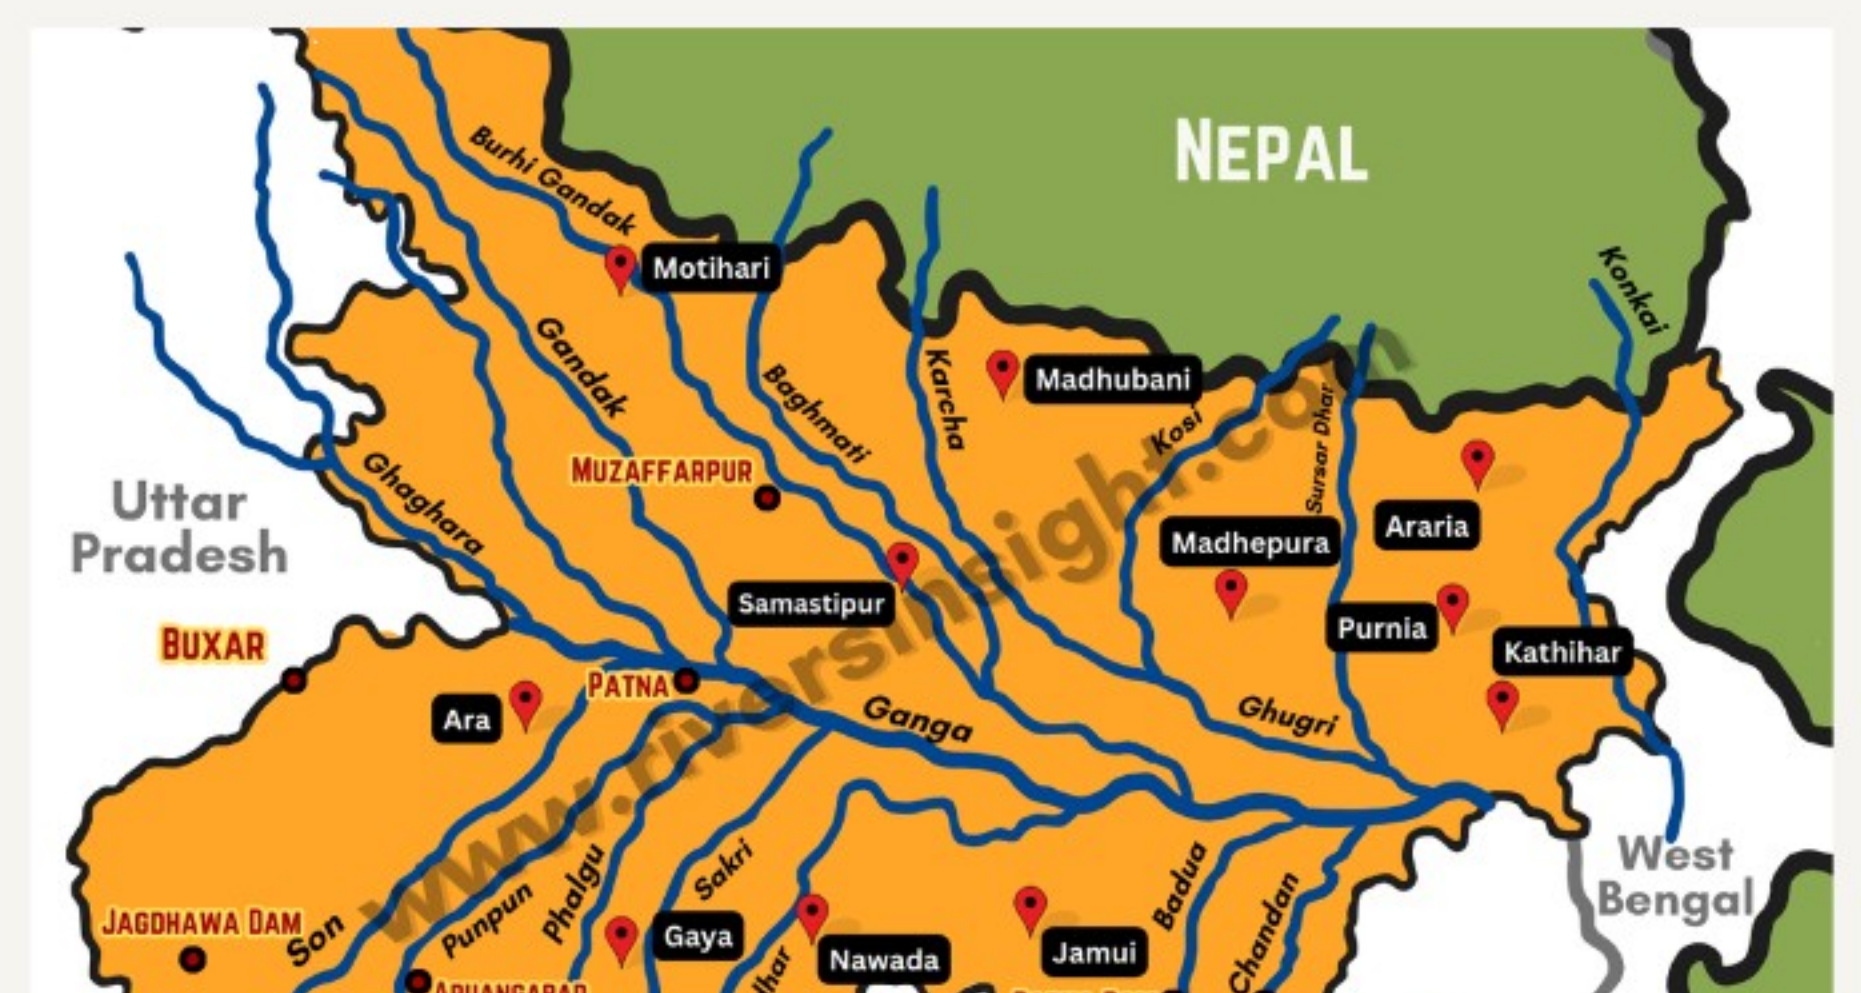 NEPAL
Burhi Gandak
Konkai
Motihari
Gandak
Karcha
Madhubani
Baghmati
Kosi
Sursar Dhar
Ghaghara
MUZAFFARPUR
Uttar
Pradesh
Araria
Madhepura
Samastipur
Purnia
Kathihar
BUXAR
PATNA
Ara
Ganga
Ghugri
www.riversinsight.com
West
Bengal
Sakri
Badua
Phalgu
Punpun
Chandan
JAGDHAWA DAM
Son
Gaya
Nawada
Jamui